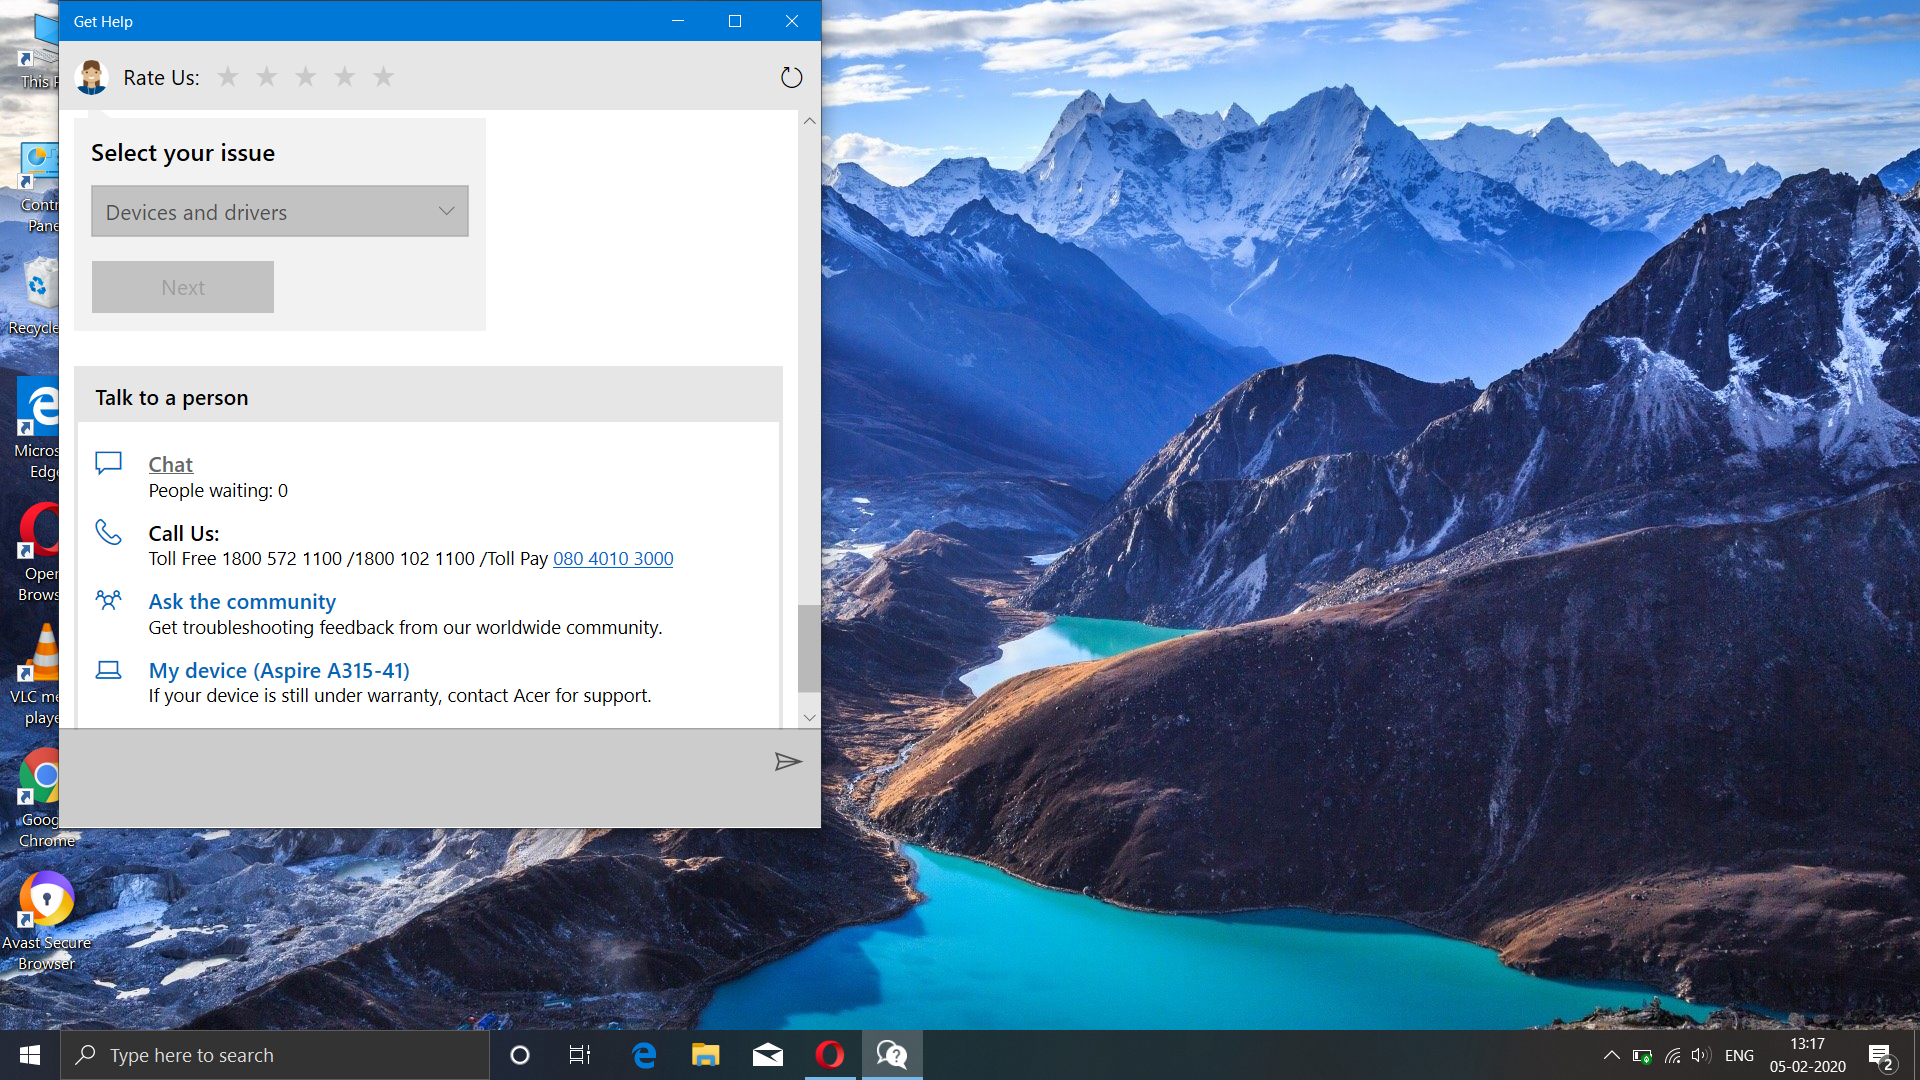 Get Help
Rate Us:
Select your issue
Devices and drivers
Next
Talk to a person
Chat
People waiting: 0
Call Us:
Toll Free 1800 572 1100 /1800 102 1100 /Toll Pay 080 4010 3000
Ask the community
Get troubleshooting feedback from our worldwide community.
My device (Aspire A315-41)
If your device is still under warranty, contact Acer for support.
This P
Contr
Pane
Recycle
Micros
Edge
Oper
Brows
VLC me
playe
Goog
Chrome
Avast Secure
Browser
Type here to search
ENG
13:17
05-02-2020
2